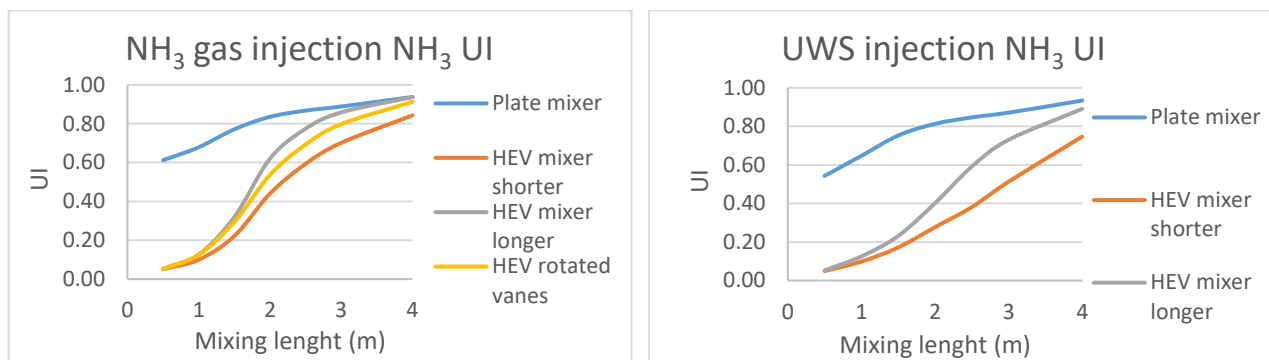 NH₃ gas injection NH₃ UI
1.00
0.80
0.60
0.40
0.20
0.00
UI
0 1 2 3 4
Mixing lenght (m)
Plate mixer
HEV mixer
shorter
HEV mixer
longer
HEV rotated
vanes
UWS injection NH₃ UI
1.00
0.80
0.60
0.40
0.20
0.00
UI
0 1 2 3 4
Mixing lenght (m)
Plate mixer
HEV mixer
shorter
HEV mixer
longer